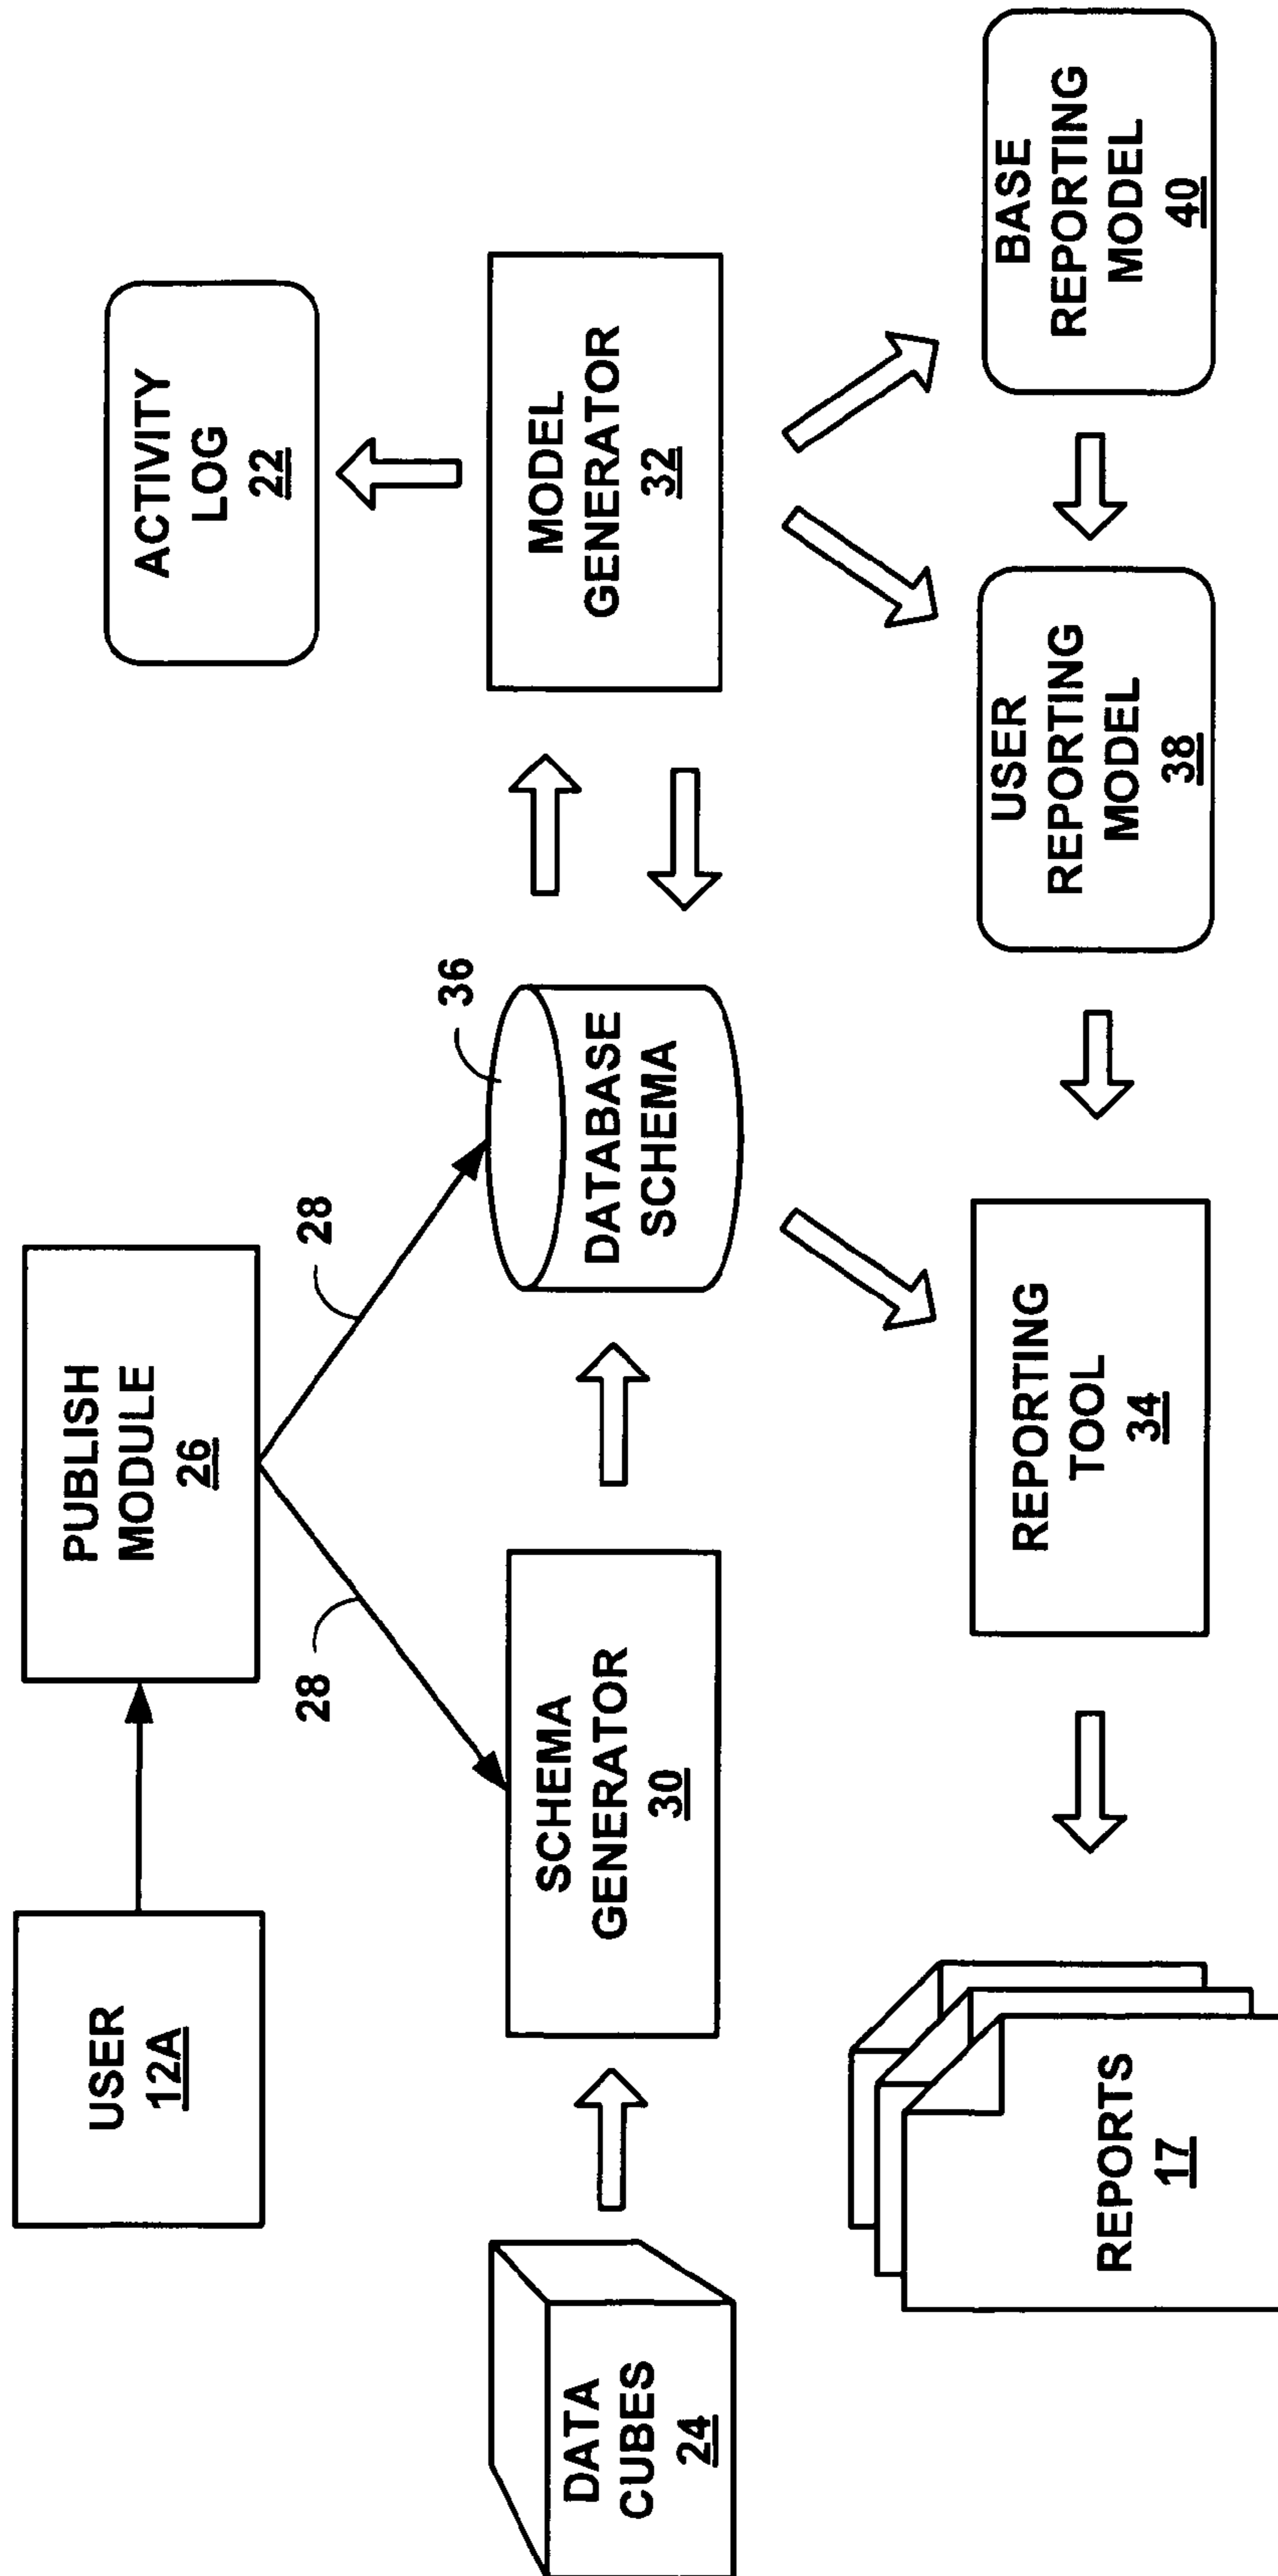 USER
12A
PUBLISH
MODULE
26
ACTIVITY
LOG
22
28
28
36
DATA
CUBES
24
SCHEMA
GENERATOR
30
DATABASE
SCHEMA
MODEL
GENERATOR
32
REPORTS
17
REPORTING
TOOL
34
USER
REPORTING
MODEL
38
BASE
REPORTING
MODEL
40